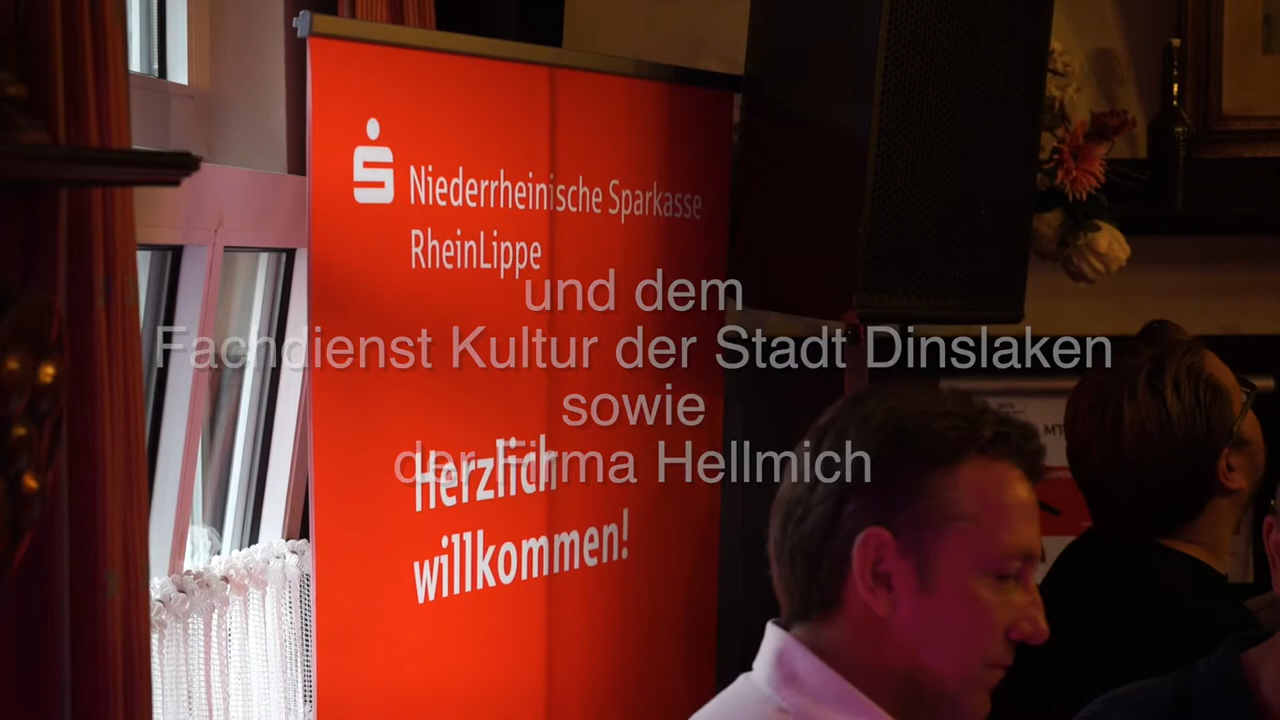 Niederrheinische Sparkasse
RheinLippe
und dem
Fachdienst Kultur der Stadt Dinslaken
sowie
der Firma Hellmich
Herzlich
willkommen!